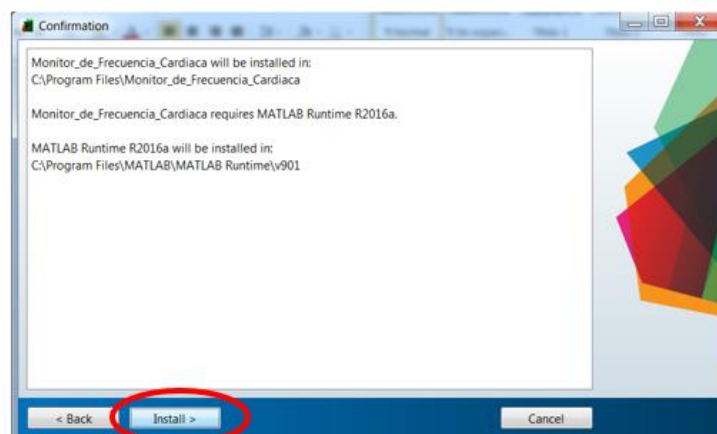 Confirmation
Monitor_de_Frecuencia_Cardiaca will be installed in:
C:\Program Files\Monitor_de_Frecuencia_Cardiaca
Monitor_de_Frecuencia_Cardiaca requires MATLAB Runtime R2016a.
MATLAB Runtime R2016a will be installed in:
C:\Program Files\MATLAB\MATLAB Runtime\v901
< Back Install > Cancel